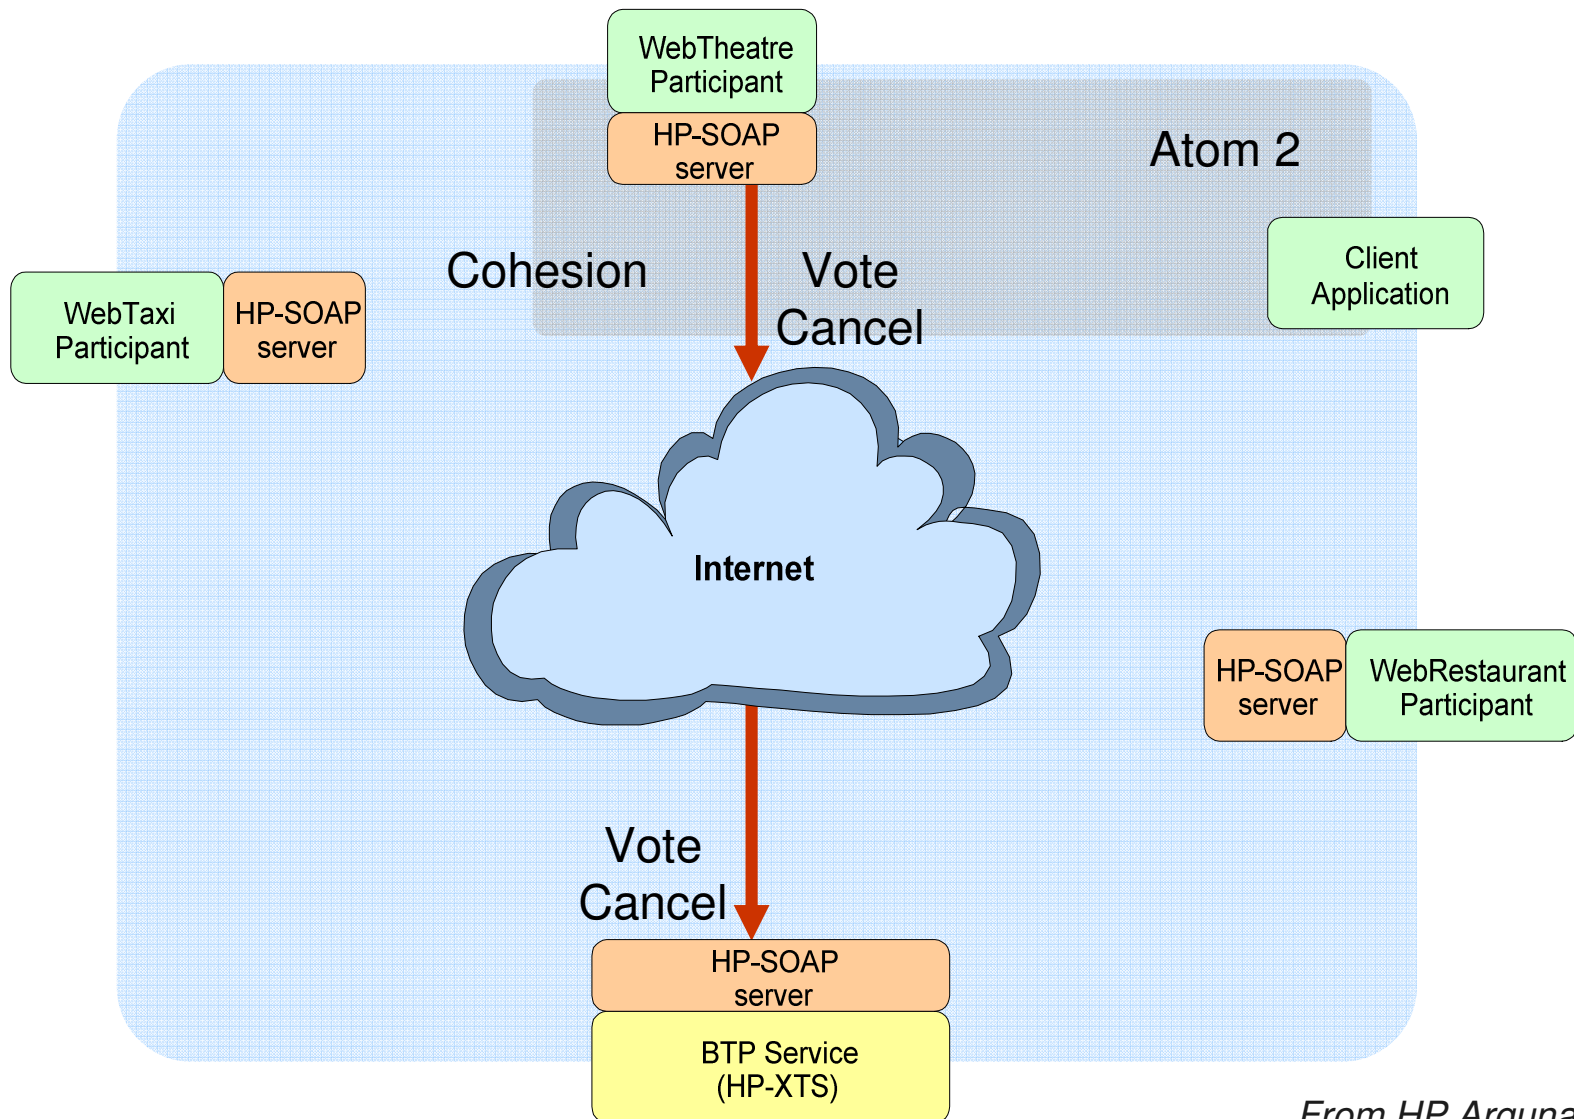 WebTheatre
Participant
HP-SOAP
server
Atom 2
Cohesion
Vote
Cancel
Client
Application
WebTaxi
Participant
HP-SOAP
server
Internet
HP-SOAP
server
WebRestaurant
Participant
Vote
Cancel
HP-SOAP
server
BTP Service
(HP-XTS)
From HP Arjuna